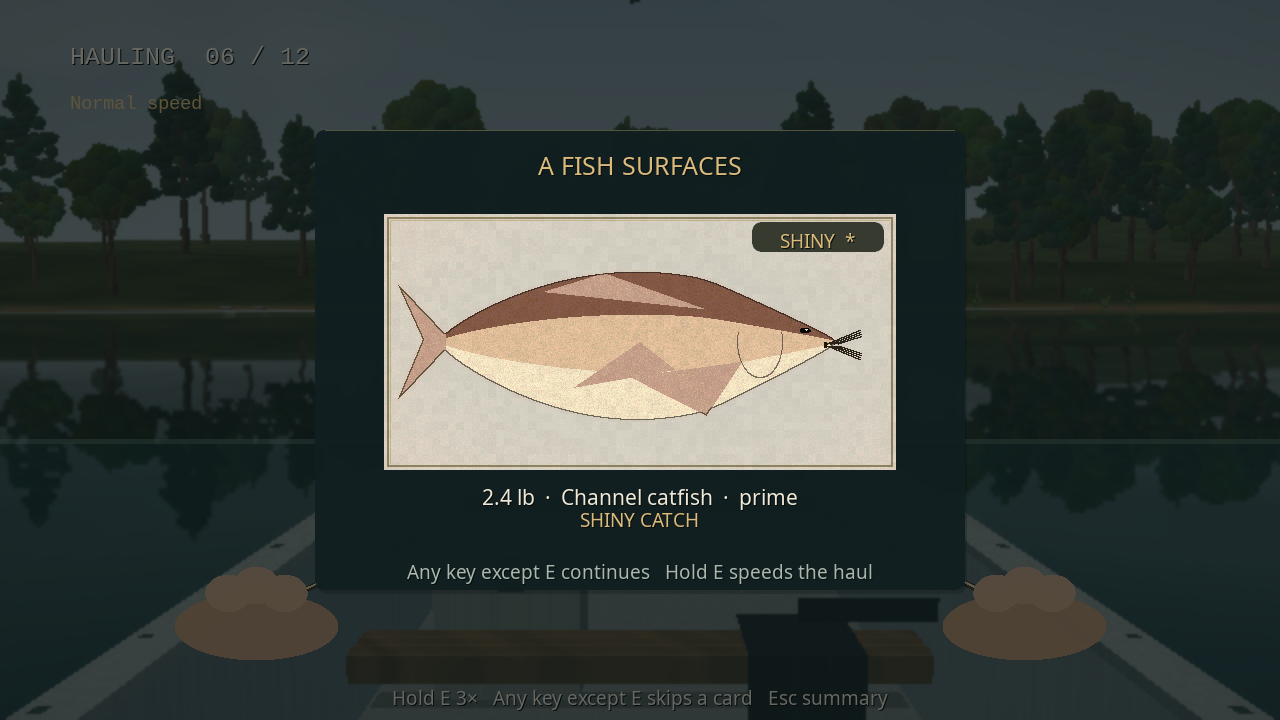 HAULING  06 / 12
Normal speed
A FISH SURFACES
SHINY  *
2.4 lb  ·  Channel catfish  ·  prime
SHINY CATCH
Any key except E continues   Hold E speeds the haul
Hold E 3×   Any key except E skips a card   Esc summary